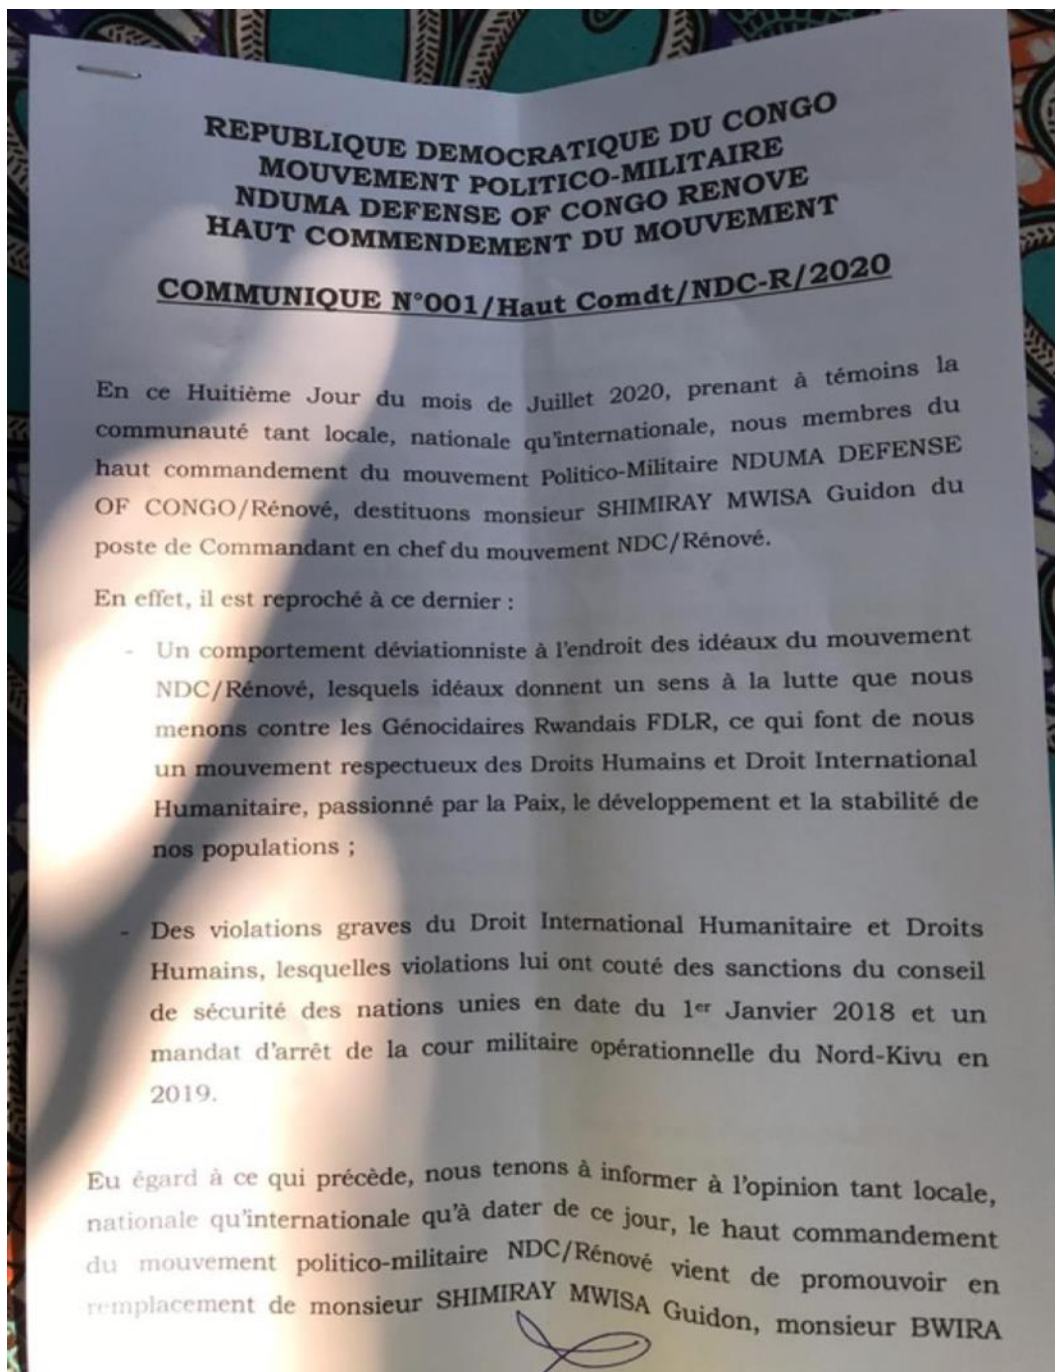 REPUBLIQUE DEMOCRATIQUE DU CONGO
MOUVEMENT POLITICO-MILITAIRE
NDUMA DEFENSE OF CONGO RENOVE
HAUT COMMENDEMENT DU MOUVEMENT
COMMUNIQUE N°001/Haut Comdt/NDC-R/2020
En ce Huitième Jour du mois de Juillet 2020, prenant à témoins la
communauté tant locale, nationale qu'internationale, nous membres du
haut commandement du mouvement Politico-Militaire NDUMA DEFENSE
OF CONGO/Rénové, destituons monsieur SHIMIRAY MWISA Guidon du
poste de Commandant en chef du mouvement NDC/Rénové.
En effet, il est reproché à ce dernier :
- Un comportement déviationniste à l'endroit des idéaux du mouvement
NDC/Rénové, lesquels idéaux donnent un sens à la lutte que nous
menons contre les Génocidaires Rwandais FDLR, ce qui font de nous
un mouvement respectueux des Droits Humains et Droit International
Humanitaire, passionné par la Paix, le développement et la stabilité de
nos populations ;
- Des violations graves du Droit International Humanitaire et Droits
Humains, lesquelles violations lui ont couté des sanctions du conseil
de sécurité des nations unies en date du 1er Janvier 2018 et un
mandat d'arrêt de la cour militaire opérationnelle du Nord-Kivu en
2019.
Eu égard à ce qui précède, nous tenons à informer à l'opinion tant locale,
nationale qu'internationale qu'à dater de ce jour, le haut commandement
du mouvement politico-militaire NDC/Rénové vient de promouvoir en
remplacement de monsieur SHIMIRAY MWISA Guidon, monsieur BWIRA